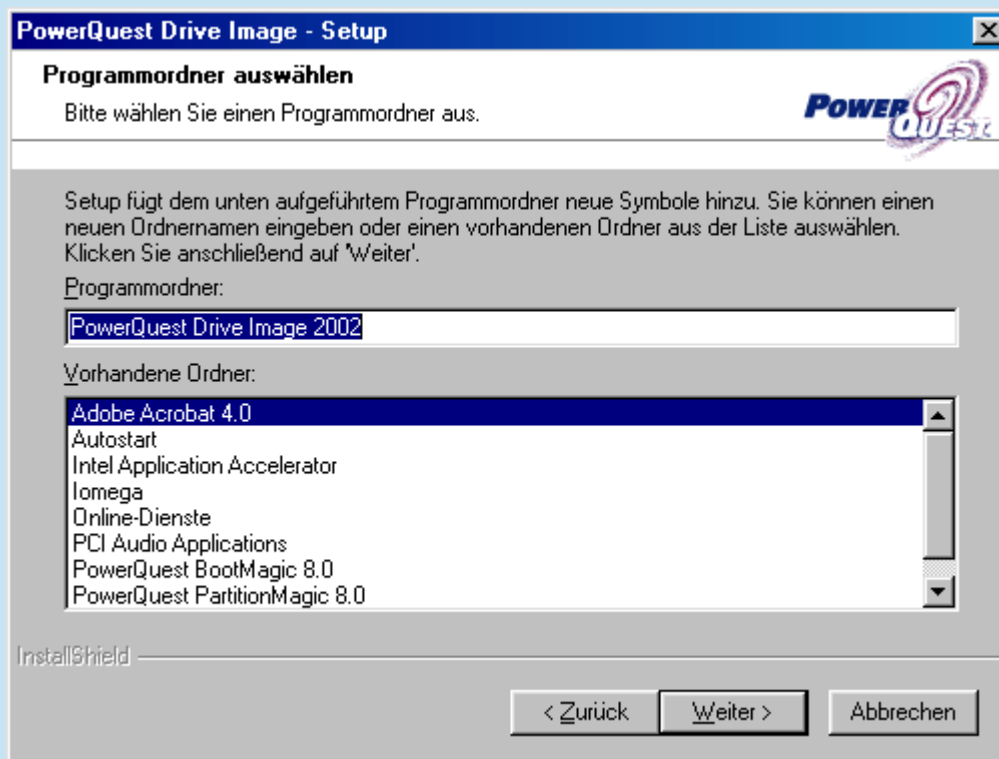 PowerQuest Drive Image - Setup
Programmordner auswählen
Bitte wählen Sie einen Programmordner aus.
POWERQUEST
Setup fügt dem unten aufgeführtem Programmordner neue Symbole hinzu. Sie können einen
neuen Ordnernamen eingeben oder einen vorhandenen Ordner aus der Liste auswählen.
Klicken Sie anschließend auf 'Weiter'.
Programmordner:
PowerQuest Drive Image 2002
Vorhandene Ordner:
Adobe Acrobat 4.0
Autostart
Intel Application Accelerator
Iomega
Online-Dienste
PCI Audio Applications
PowerQuest BootMagic 8.0
PowerQuest PartitionMagic 8.0
InstallShield
< Zurück Weiter > Abbrechen